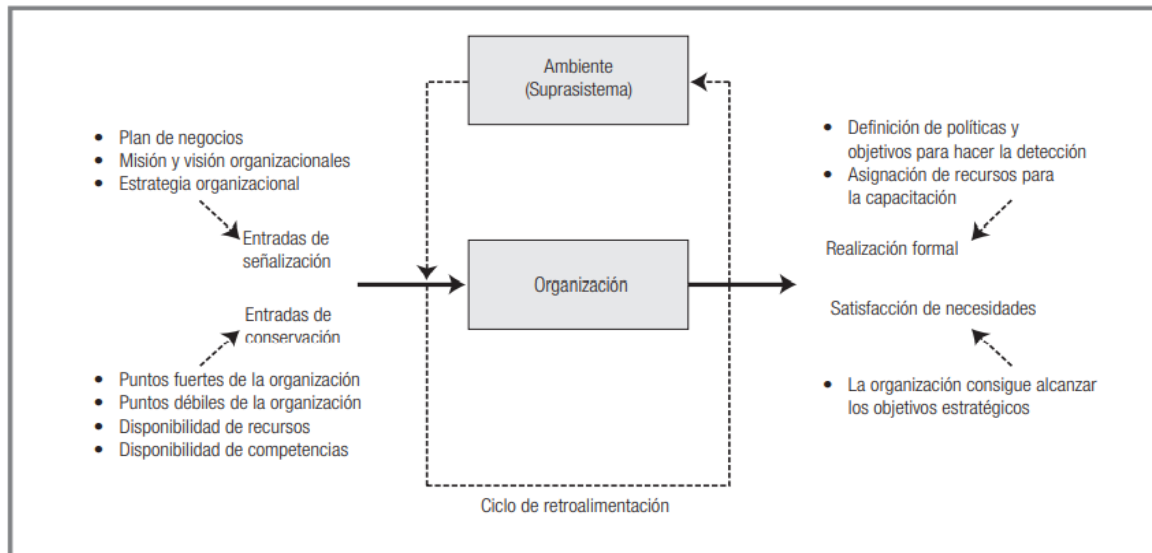 Ambiente
(Suprasistema)
• Plan de negocios
• Misión y visión organizacionales
• Estrategia organizacional
Entradas de
señalización
Entradas de
conservación
• Puntos fuertes de la organización
• Puntos débiles de la organización
• Disponibilidad de recursos
• Disponibilidad de competencias
Organización
• Definición de políticas y
objetivos para hacer la detección
• Asignación de recursos para
la capacitación
Realización formal
Satisfacción de necesidades
• La organización consigue alcanzar
los objetivos estratégicos
Ciclo de retroalimentación